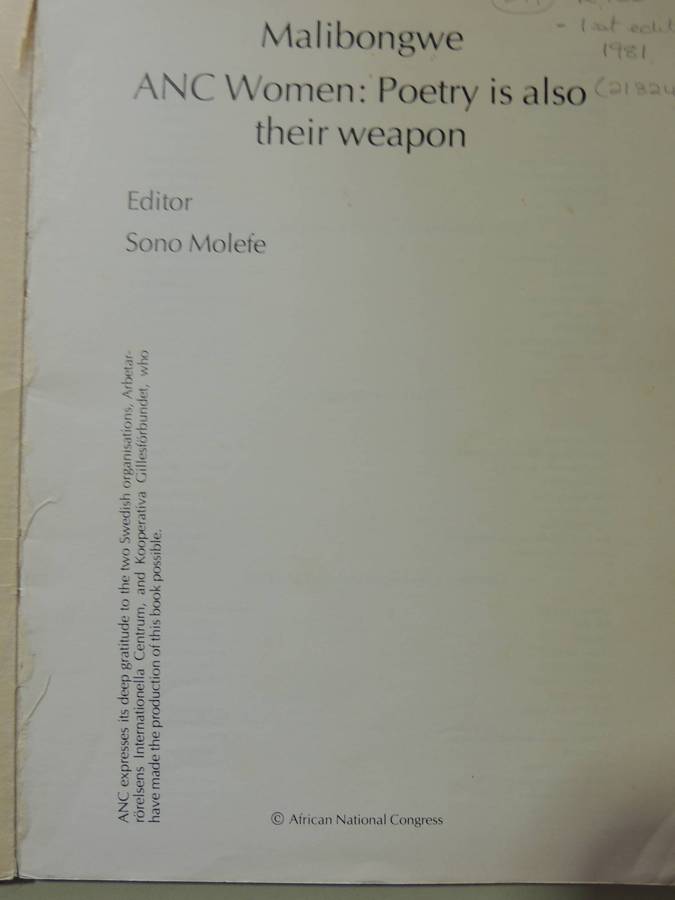 Malibongwe
ANC Women: Poetry is also
their weapon
1981
Editor
Sono Molefe
ANC expresses its deep gratitude to the two Swedish organisations, Arbetar-
rörelsens Internationella Centrum, and Kooperativa Gillesförbundet, who
have made the production of this book possible.
© African National Congress